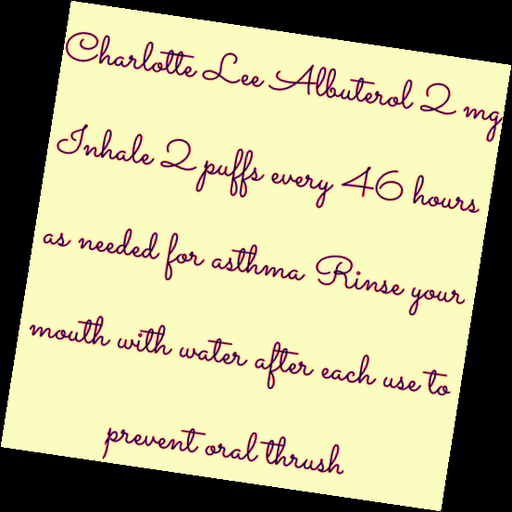 Charlotte Lee Albuterol 2 mg
Inhale 2 puffs every 46 hours
as needed for asthma Rinse your
mouth with water after each use to
prevent oral thrush